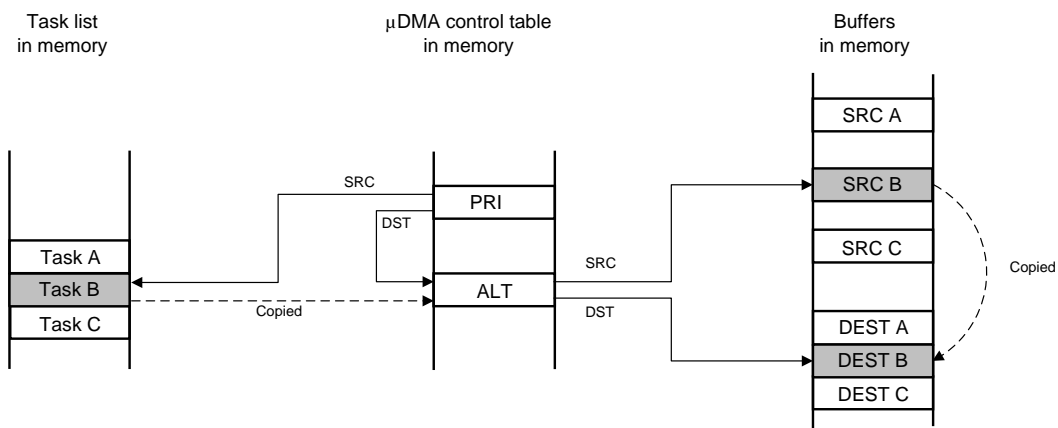 Task list
in memory
µDMA control table
in memory
Buffers
in memory
SRC A
SRC
PRI
SRC B
DST
Task A
SRC C
SRC
Copied
Task B
ALT
Copied
DST
Task C
DEST A
DEST B
DEST C